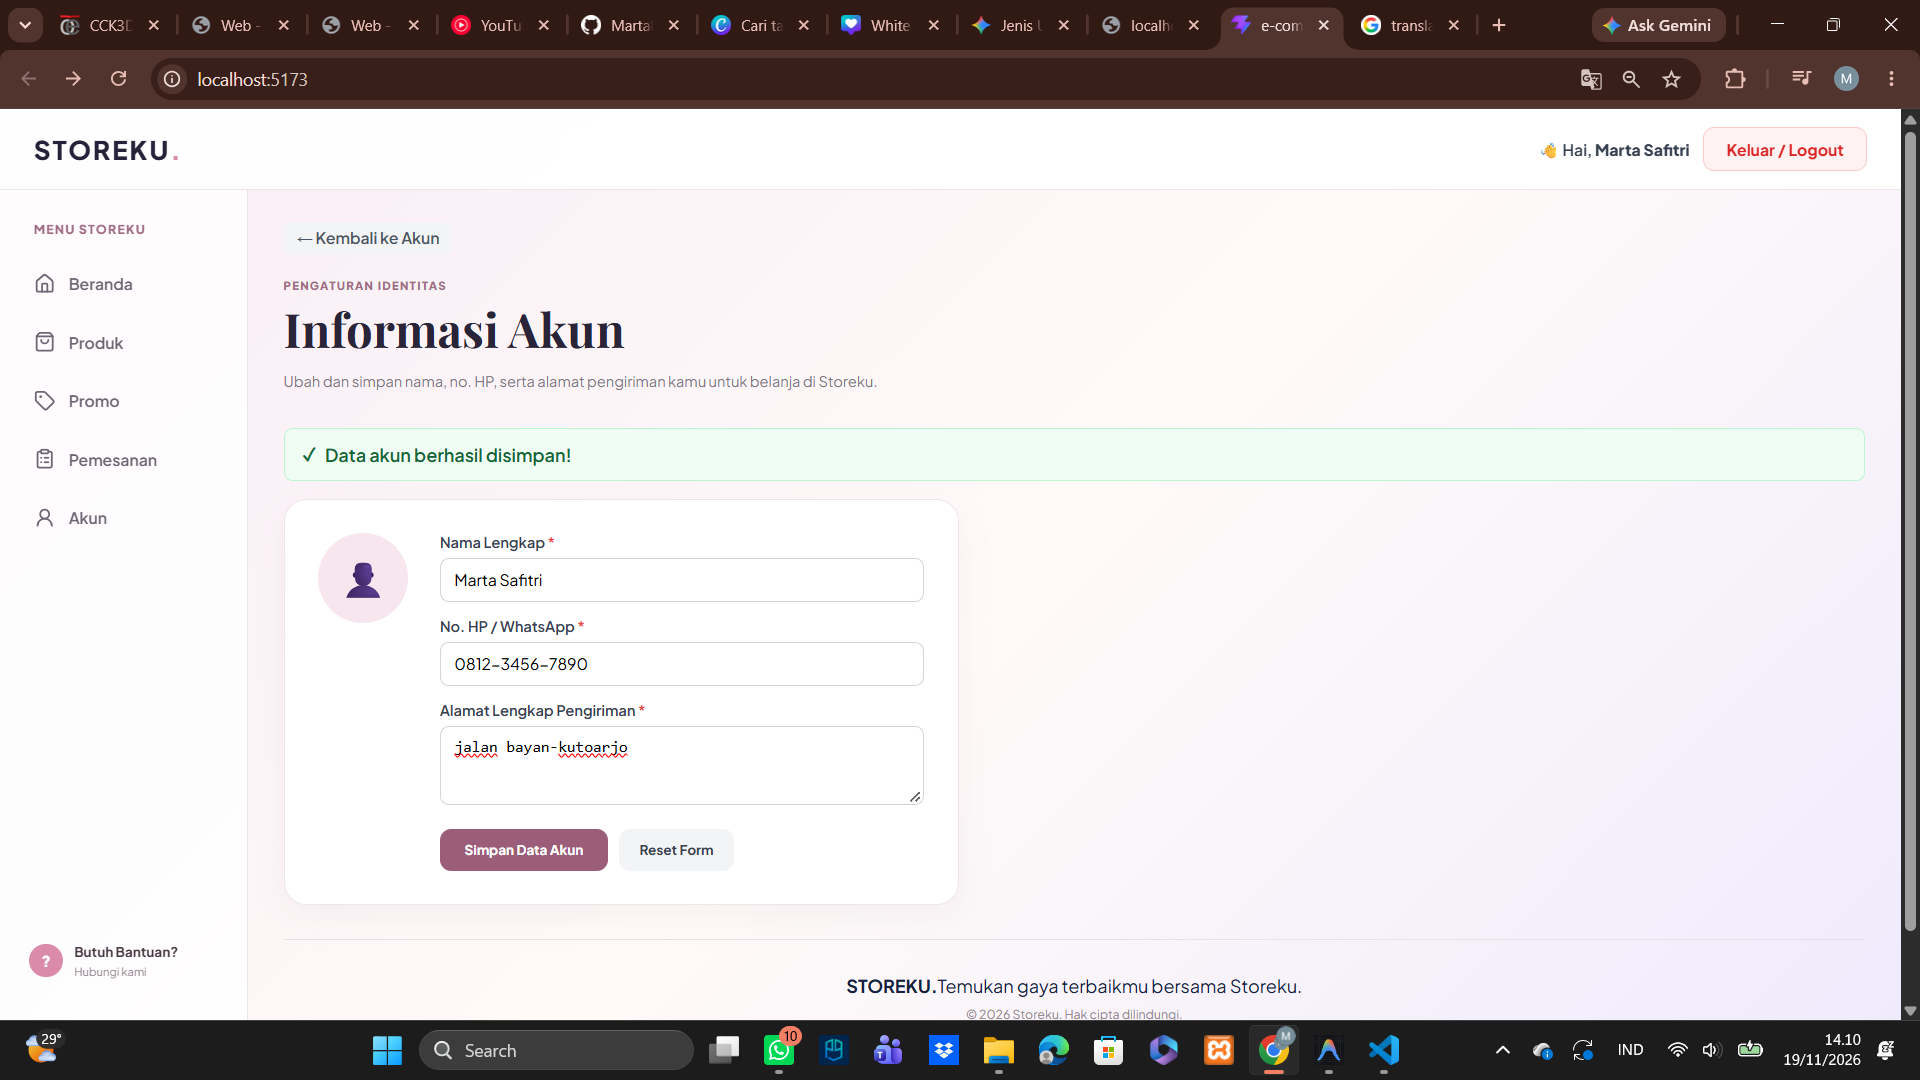 CCK3D
Web -
Web -
YouTu
Marta
Cari ta
White
Jenis U
localh
e-com
transla
Ask Gemini
localhost:5173
M
STOREKU.
Hai, Marta Safitri
Keluar / Logout
MENU STOREKU
Beranda
Produk
Promo
Pemesanan
Akun
← Kembali ke Akun
PENGATURAN IDENTITAS
Informasi Akun
Ubah dan simpan nama, no. HP, serta alamat pengiriman kamu untuk belanja di Storeku.
✓ Data akun berhasil disimpan!
Nama Lengkap *
Marta Safitri
No. HP / WhatsApp *
0812-3456-7890
Alamat Lengkap Pengiriman *
jalan bayan-kutoarjo
Simpan Data Akun
Reset Form
?
Butuh Bantuan?
Hubungi kami
STOREKU.Temukan gaya terbaikmu bersama Storeku.
© 2026 Storeku. Hak cipta dilindungi.
29°
Search
10
M
IND
14.10
19/11/2026